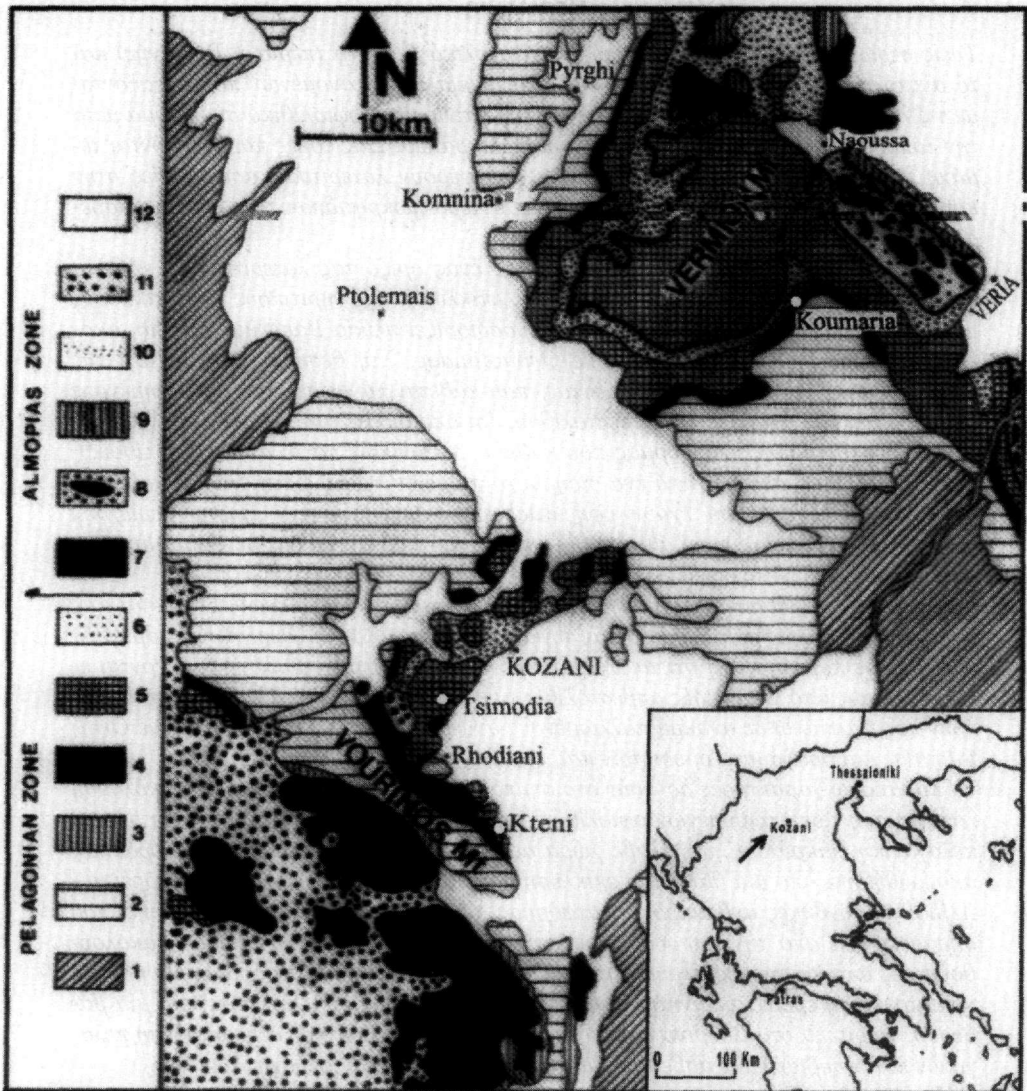 N
10km
Pyrghi
Naoussa
Komnina
VERMION M.
Ptolemais
Koumaria
VERIA
KOZANI
Tsimodia
Rhodiani
VOURINOS Mt
Kteni
ALMOPIAS ZONE
PELAGONIAN ZONE
12
11
10
9
8
7
6
5
4
3
2
1
Thessaloniki
Kozani
Patras
0 100 Km